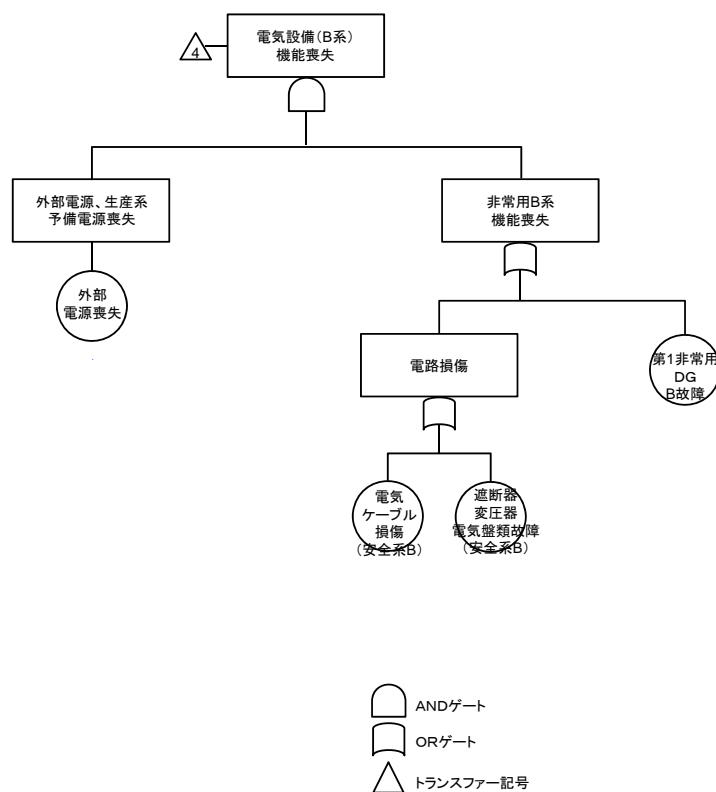 電気設備(B系)
機能喪失
4
外部電源、生産系
予備電源喪失
非常用B系
機能喪失
外部
電源喪失
電路損傷
第1非常用
DG
B故障
電気
ケーブル
損傷
(安全系B)
遮断器
変圧器
電気盤類故障
(安全系B)
ANDゲート
ORゲート
トランスファー記号